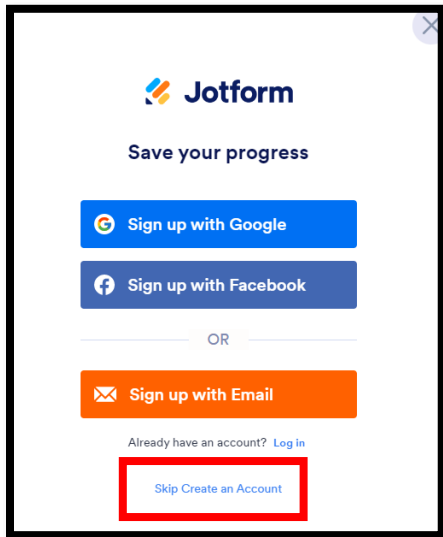 Jotform
Save your progress
Sign up with Google
Sign up with Facebook
OR
Sign up with Email
Already have an account? Log in
Skip Create an Account